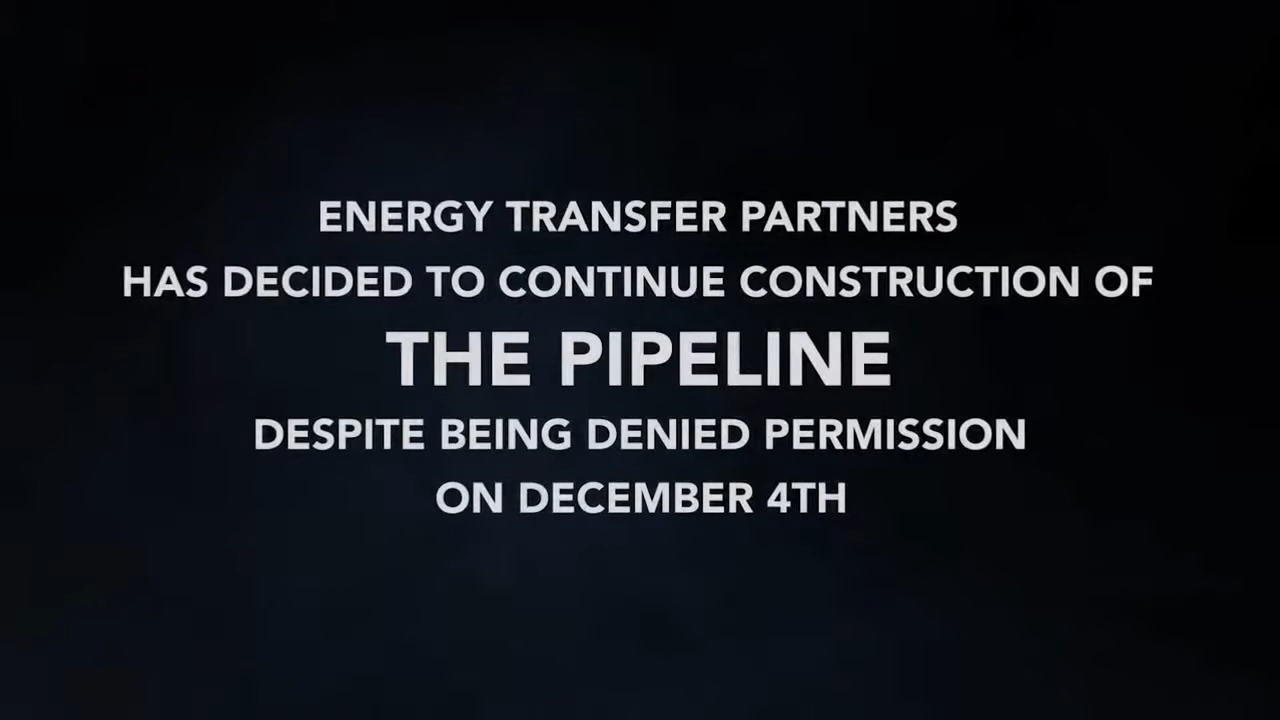 ENERGY TRANSFER PARTNERS
HAS DECIDED TO CONTINUE CONSTRUCTION OF
THE PIPELINE
DESPITE BEING DENIED PERMISSION
ON DECEMBER 4TH